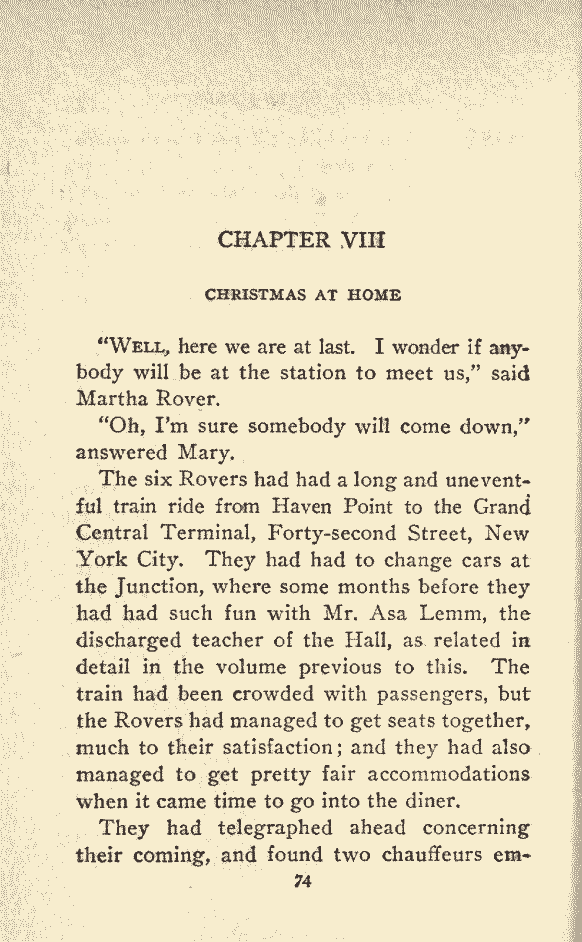 CHAPTER VIII
CHRISTMAS AT HOME
"WELL, here we are at last. I wonder if any-
body will be at the station to meet us," said
Martha Rover.
"Oh, I'm sure somebody will come down,"
answered Mary.
The six Rovers had had a long and unevent-
ful train ride from Haven Point to the Grand
Central Terminal, Forty-second Street, New
York City. They had had to change cars at
the Junction, where some months before they
had had such fun with Mr. Asa Lemm, the
discharged teacher of the Hall, as related in
detail in the volume previous to this. The
train had been crowded with passengers, but
the Rovers had managed to get seats together,
much to their satisfaction; and they had also
managed to get pretty fair accommodations
when it came time to go into the diner.
They had telegraphed ahead concerning
their coming, and found two chauffeurs em-
74